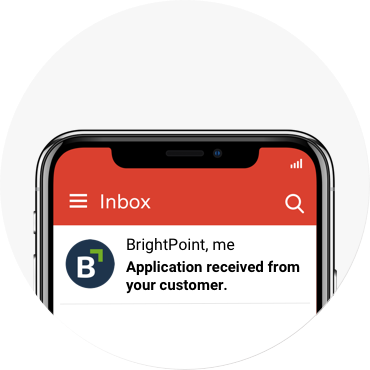 Inbox
B
BrightPoint, me
Application received from
your customer.